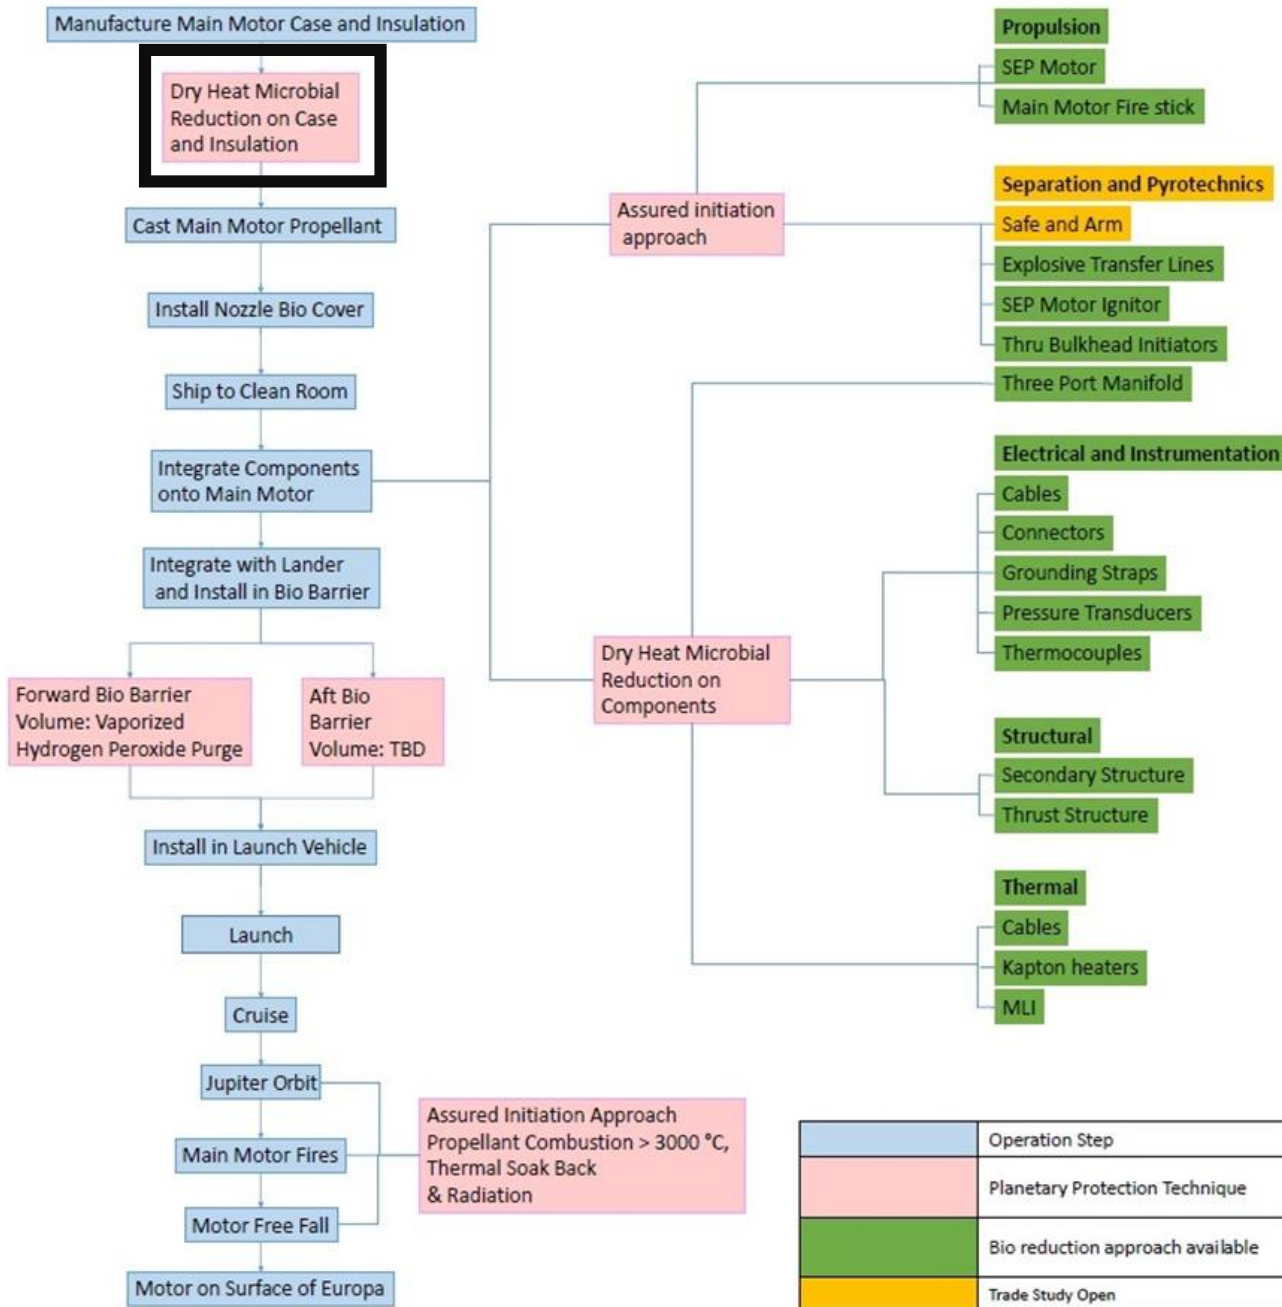 Manufacture Main Motor Case and Insulation
Dry Heat Microbial
Reduction on Case
and Insulation
Cast Main Motor Propellant
Install Nozzle Bio Cover
Ship to Clean Room
Integrate Components
onto Main Motor
Integrate with Lander
and Install in Bio Barrier
Forward Bio Barrier
Volume: Vaporized
Hydrogen Peroxide Purge
Aft Bio
Barrier
Volume: TBD
Install in Launch Vehicle
Launch
Cruise
Jupiter Orbit
Main Motor Fires
Motor Free Fall
Motor on Surface of Europa
Assured Initiation Approach
Propellant Combustion > 3000 °C,
Thermal Soak Back
& Radiation
Assured initiation
approach
Dry Heat Microbial
Reduction on
Components
Propulsion
SEP Motor
Main Motor Fire stick
Separation and Pyrotechnics
Safe and Arm
Explosive Transfer Lines
SEP Motor Ignitor
Thru Bulkhead Initiators
Three Port Manifold
Electrical and Instrumentation
Cables
Connectors
Grounding Straps
Pressure Transducers
Thermocouples
Structural
Secondary Structure
Thrust Structure
Thermal
Cables
Kapton heaters
MLI
Operation Step
Planetary Protection Technique
Bio reduction approach available
Trade Study Open